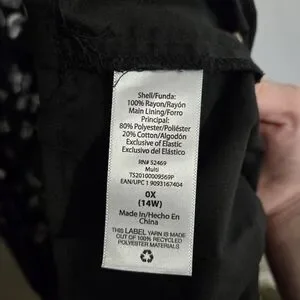 Shell/Funda:
100% Rayon/Rayón
Main Lining/Forro
Principal:
80% Polyester/Poliéster
20% Cotton/Algodón
Exclusive of Elastic
Exclusivo del Elástico
RN# 52469
Multi
TS20100009569P
EAN/UPC 1 9093167404
0X
(14W)
Made In/Hecho En
China
THIS LABEL YARN IS MADE
OUT OF 100% RECYCLED
POLYESTER MATERIALS